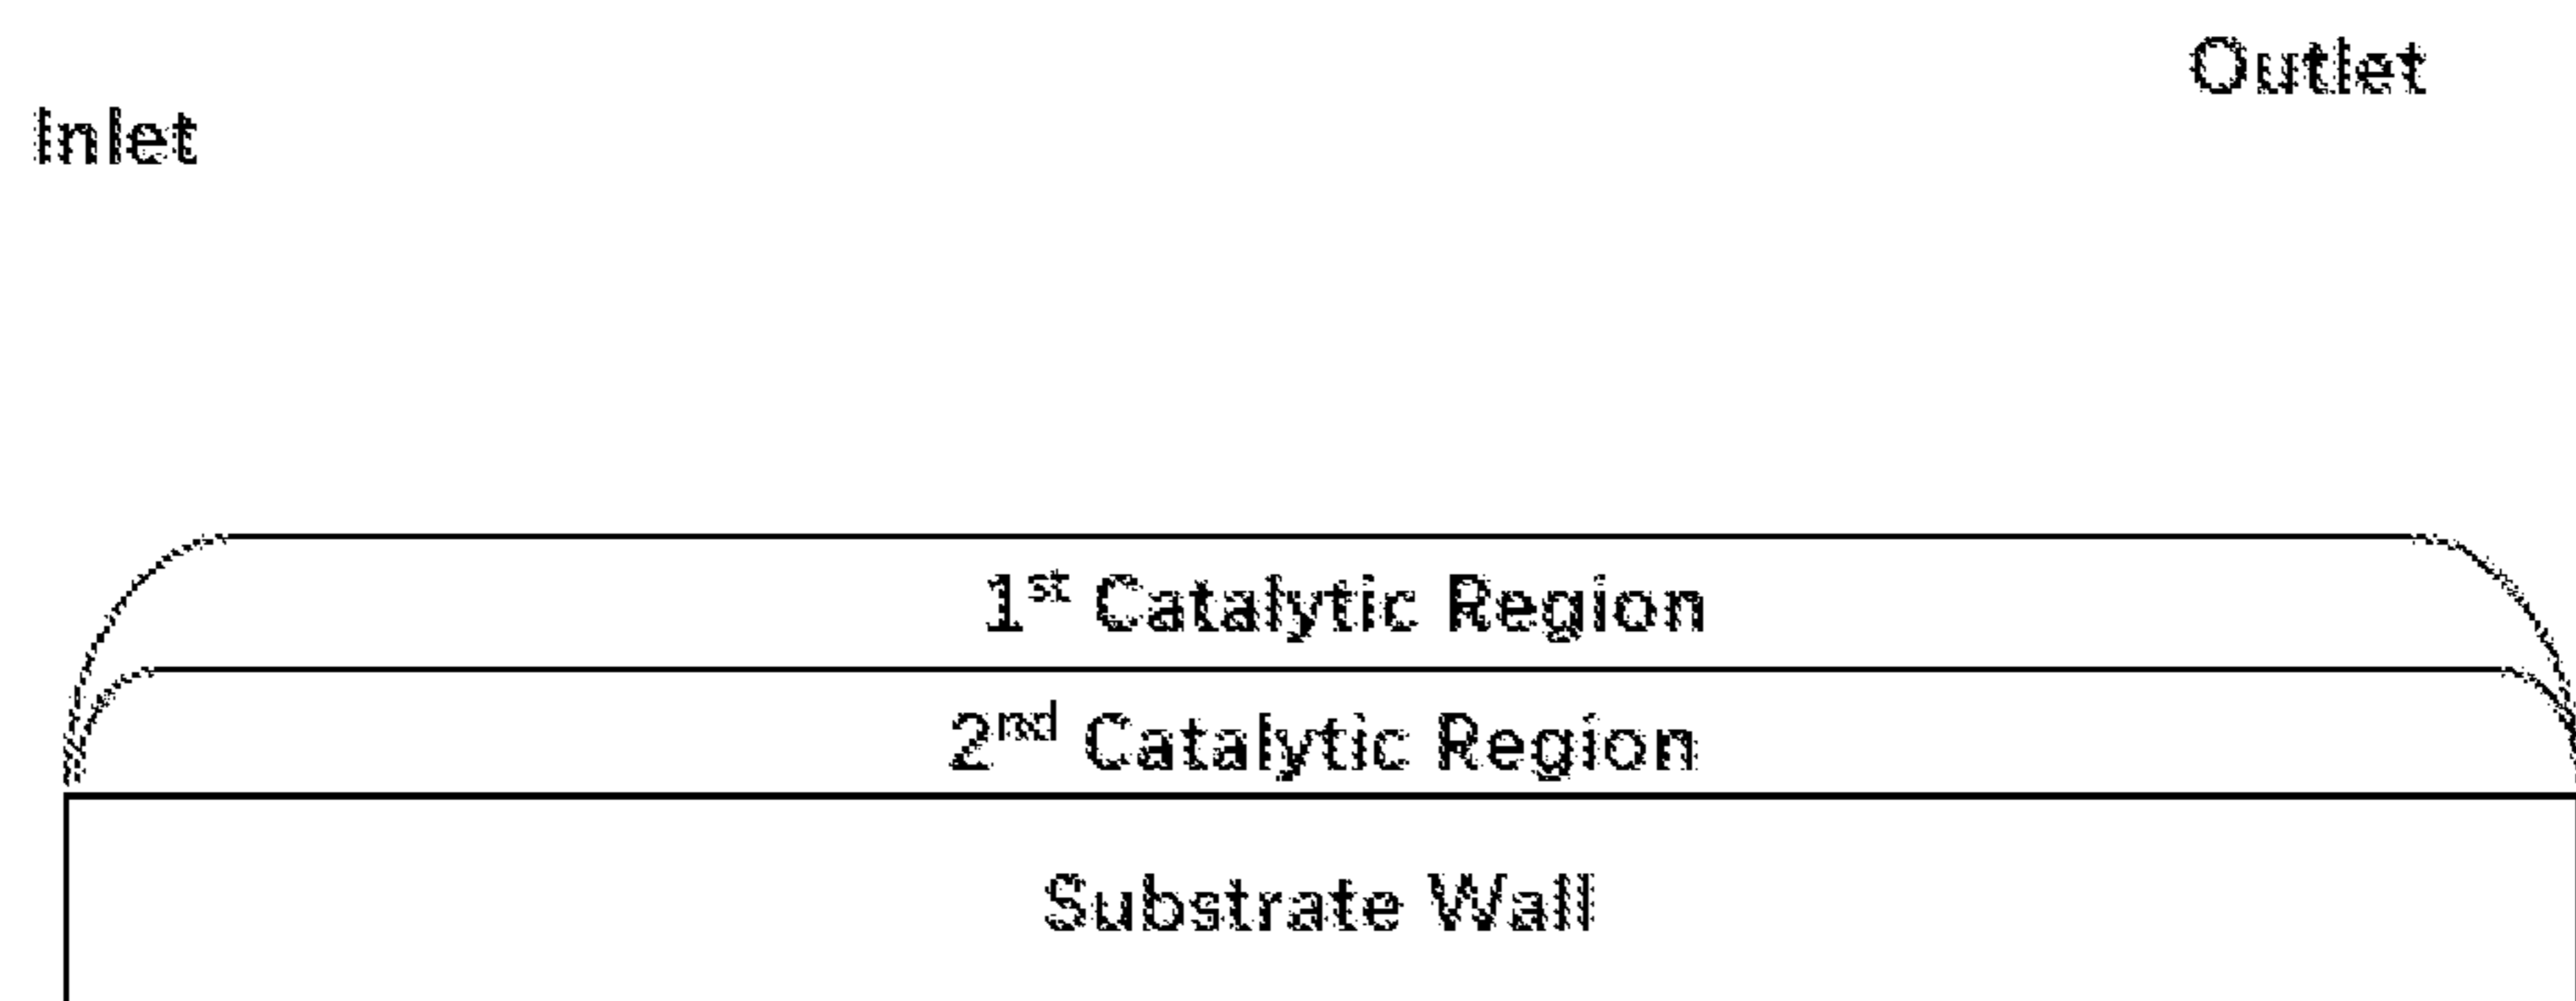 Outlet
Inlet
1st Catalytic Region
2nd Catalytic Region
Substrate Wall